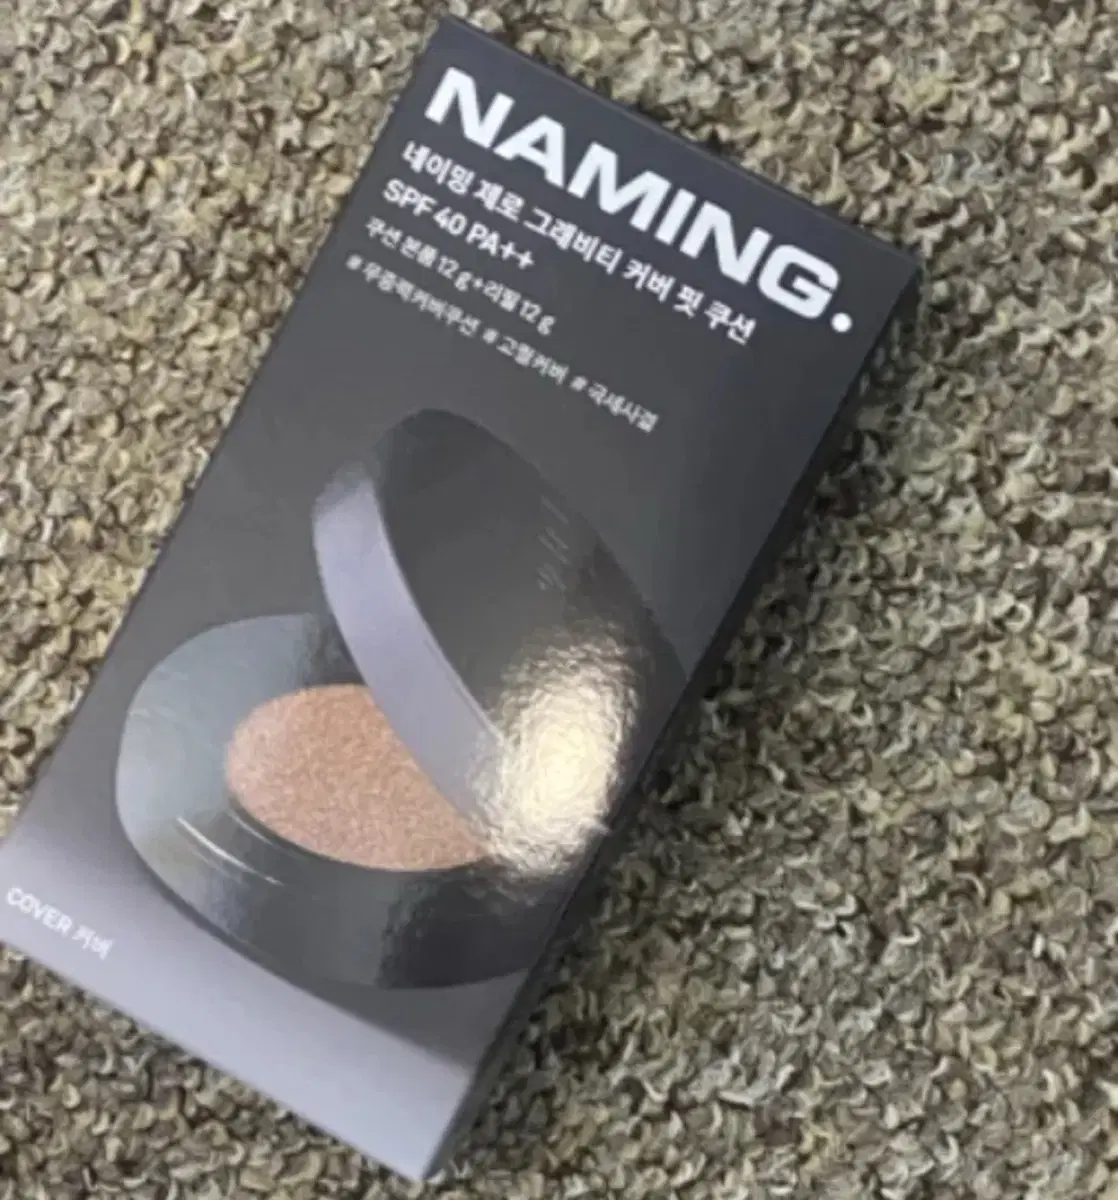 NAMING.
네이밍 제로 그래비티 커버 핏 쿠션
SPF 40 PA++
쿠션 본품 12 g+리필 12 g
# 무중력커버쿠션 # 고밀커버 # 극세사결
COVER 커버